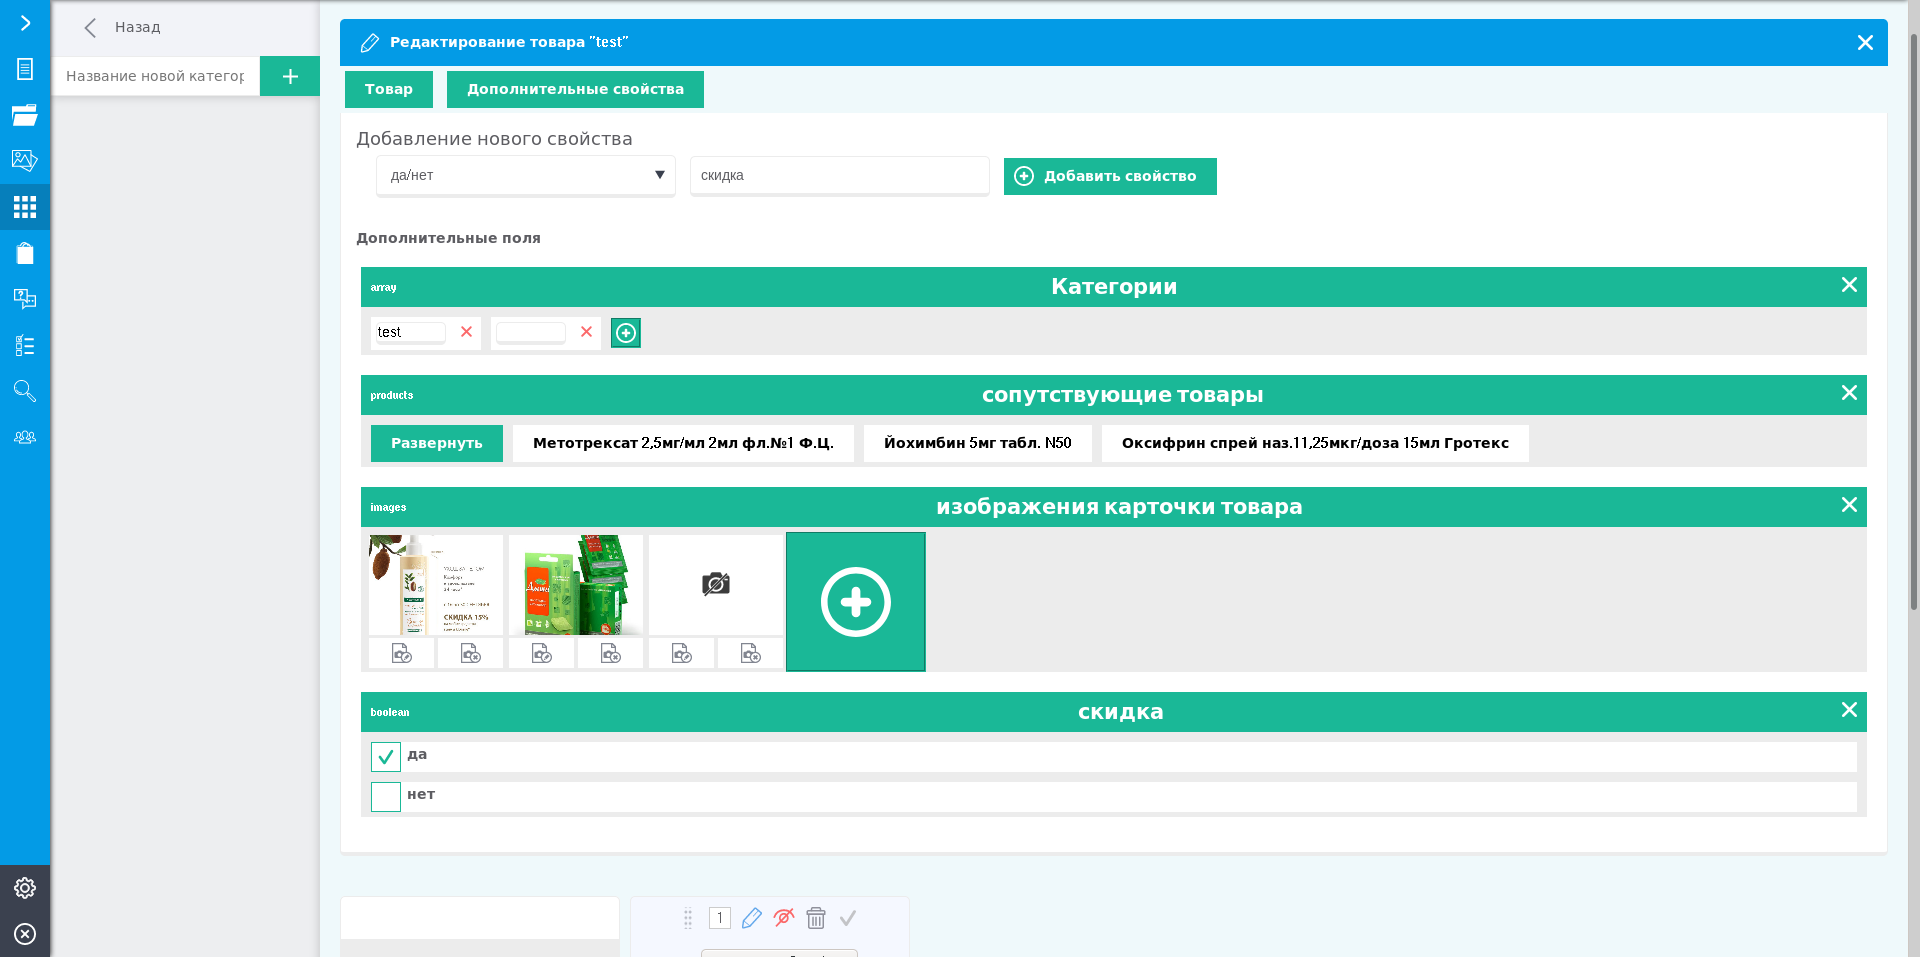 Назад
Название новой категор
Редактирование товара "test"
Товар
Дополнительные свойства
Добавление нового свойства
да/нет
скидка
Добавить свойство
Дополнительные поля
array
Категории
test
products
сопутствующие товары
Развернуть
Метотрексат 2,5мг/мл 2мл фл.№1 Ф.Ц.
Йохимбин 5мг табл. N50
Оксифрин спрей наз.11,25мкг/доза 15мл Гротекс
images
изображения карточки товара
СКИДКА 15%
boolean
скидка
да
нет
1